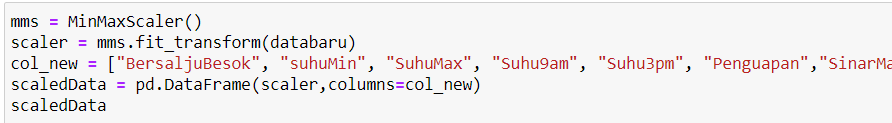 mms = MinMaxScaler()
scaler = mms.fit_transform(databaru)
col_new = ["BersaljuBesok", "suhuMin", "SuhuMax", "Suhu9am", "Suhu3pm", "Penguapan","SinarMa
scaledData = pd.DataFrame(scaler,columns=col_new)
scaledData